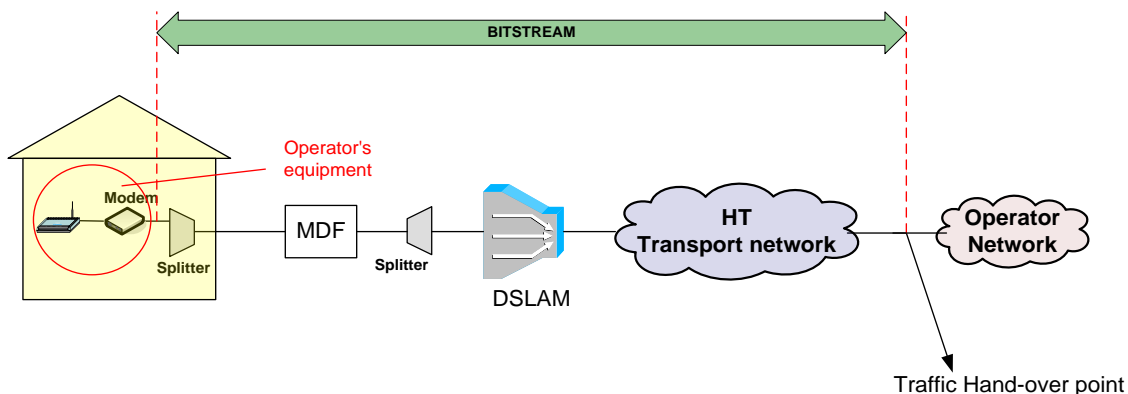 BITSTREAM
Operator's
equipment
Modem
Splitter
MDF
Splitter
DSLAM
HT
Transport network
Operator
Network
Traffic Hand-over point